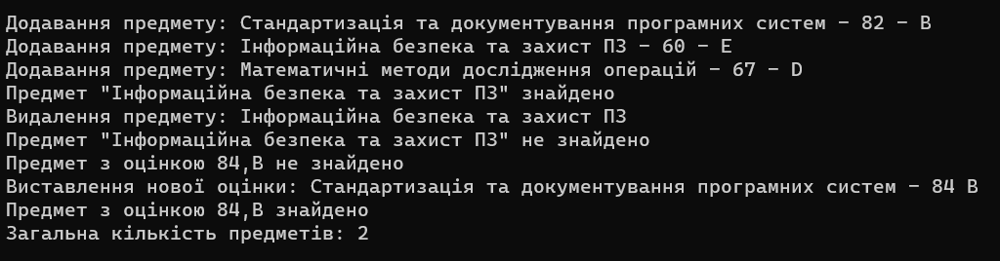 Додавання предмету: Стандартизація та документування програмних систем - 82 - B
Додавання предмету: Інформаційна безпека та захист ПЗ - 60 - E
Додавання предмету: Математичні методи дослідження операцій - 67 - D
Предмет "Інформаційна безпека та захист ПЗ" знайдено
Видалення предмету: Інформаційна безпека та захист ПЗ
Предмет "Інформаційна безпека та захист ПЗ" не знайдено
Предмет з оцінкою 84,B не знайдено
Виставлення нової оцінки: Стандартизація та документування програмних систем - 84 B
Предмет з оцінкою 84,B знайдено
Загальна кількість предметів: 2